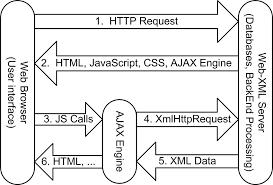 1. HTTP Request
2. HTML, JavaScript, CSS, AJAX Engine
Web Browser
(User interface)
3. JS Calls
AJAX Engine
4. XmlHttpRequest
6. HTML, ...
5. XML Data
Web-XML Server
(Databases, BackEnd Processing)